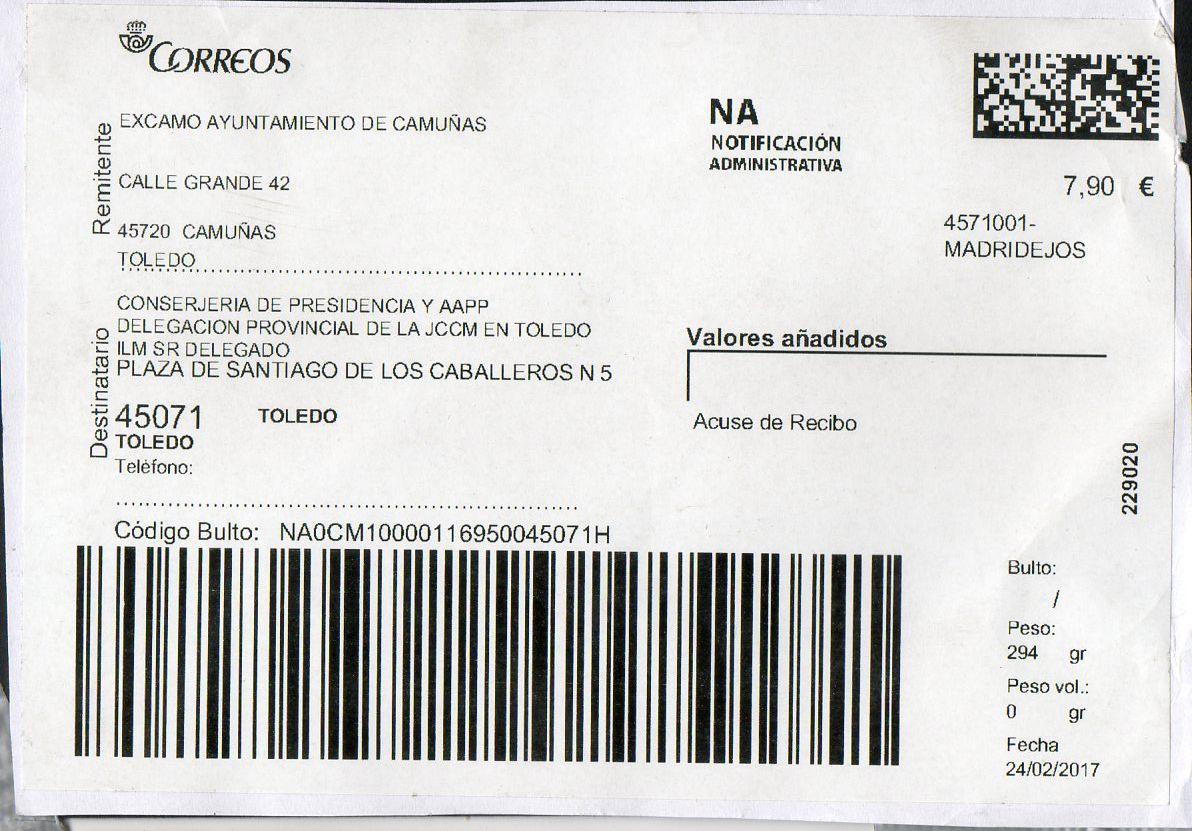 CORREOS
Remitente
EXCAMO AYUNTAMIENTO DE CAMUÑAS
CALLE GRANDE 42
45720 CAMUÑAS
TOLEDO
NA
NOTIFICACIÓN
ADMINISTRATIVA
7,90 €
4571001-
MADRIDEJOS
Destinatario
CONSERJERIA DE PRESIDENCIA Y AAPP
DELEGACION PROVINCIAL DE LA JCCM EN TOLEDO
ILM SR DELEGADO
PLAZA DE SANTIAGO DE LOS CABALLEROS N 5
45071 TOLEDO
TOLEDO
Teléfono:
Valores añadidos
Acuse de Recibo
229020
Código Bulto: NA0CM10000116950045071H
Bulto:
/
Peso:
294 gr
Peso vol.:
0 gr
Fecha
24/02/2017